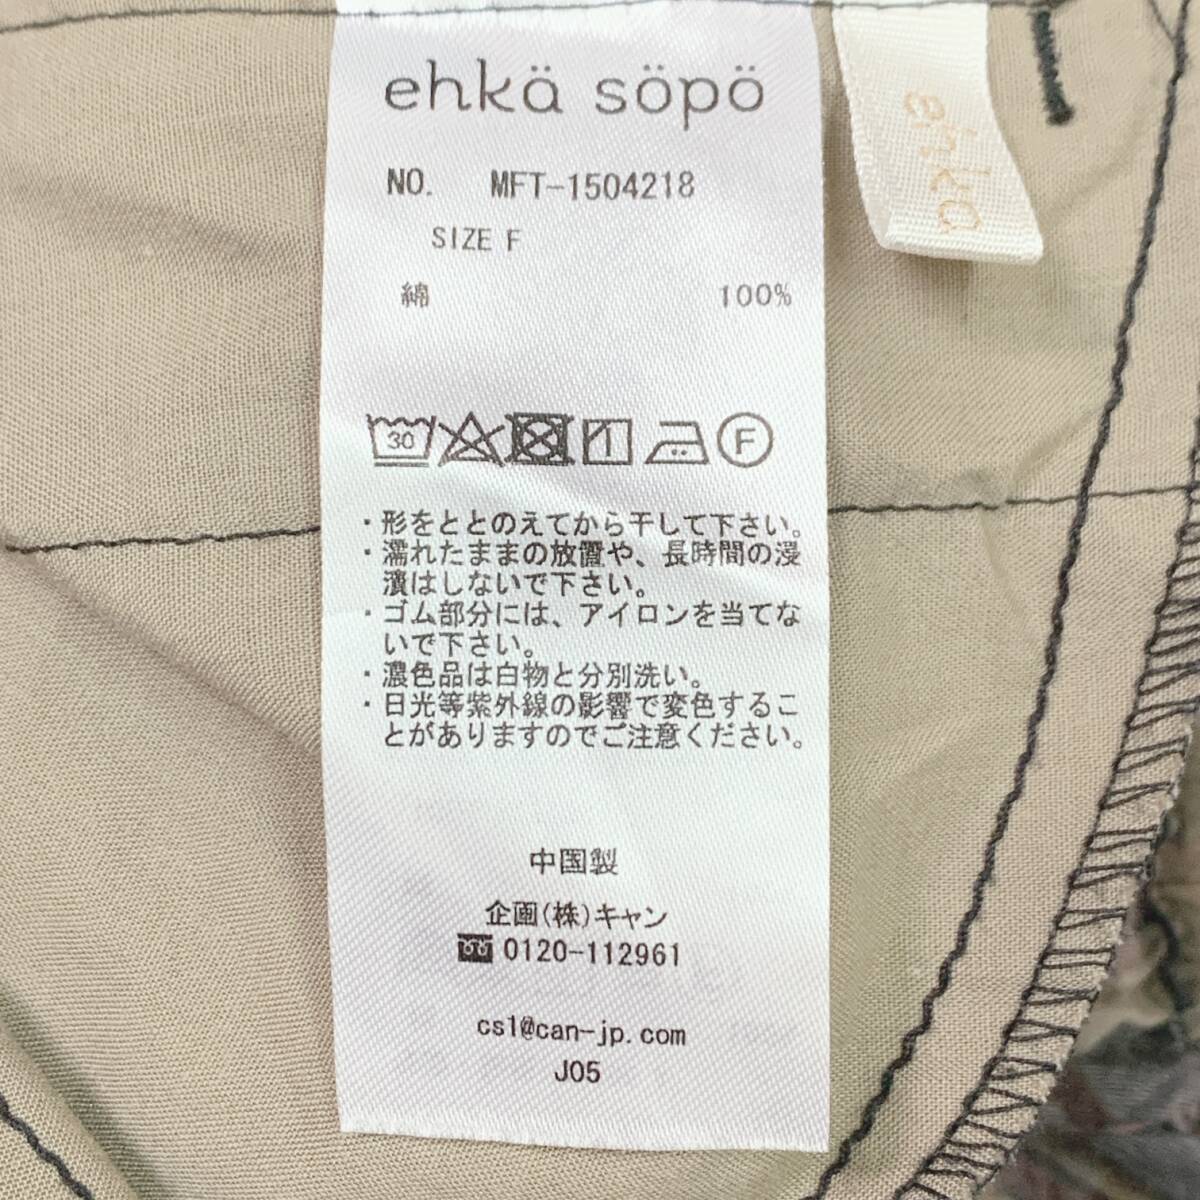 ehkä söpö
ehkä
NO. MFT-1504218
SIZE F
綿 100%
30 F
・形をととのえてから干して下さい。
・濡れたままの放置や、長時間の浸
漬はしないで下さい。
・ゴム部分には、アイロンを当てな
いで下さい。
・濃色品は白物と分別洗い。
・日光等紫外線の影響で変色するこ
とがありますのでご注意ください。
中国製
企画(株)キャン
0120-112961
cs1@can-jp.com
J05